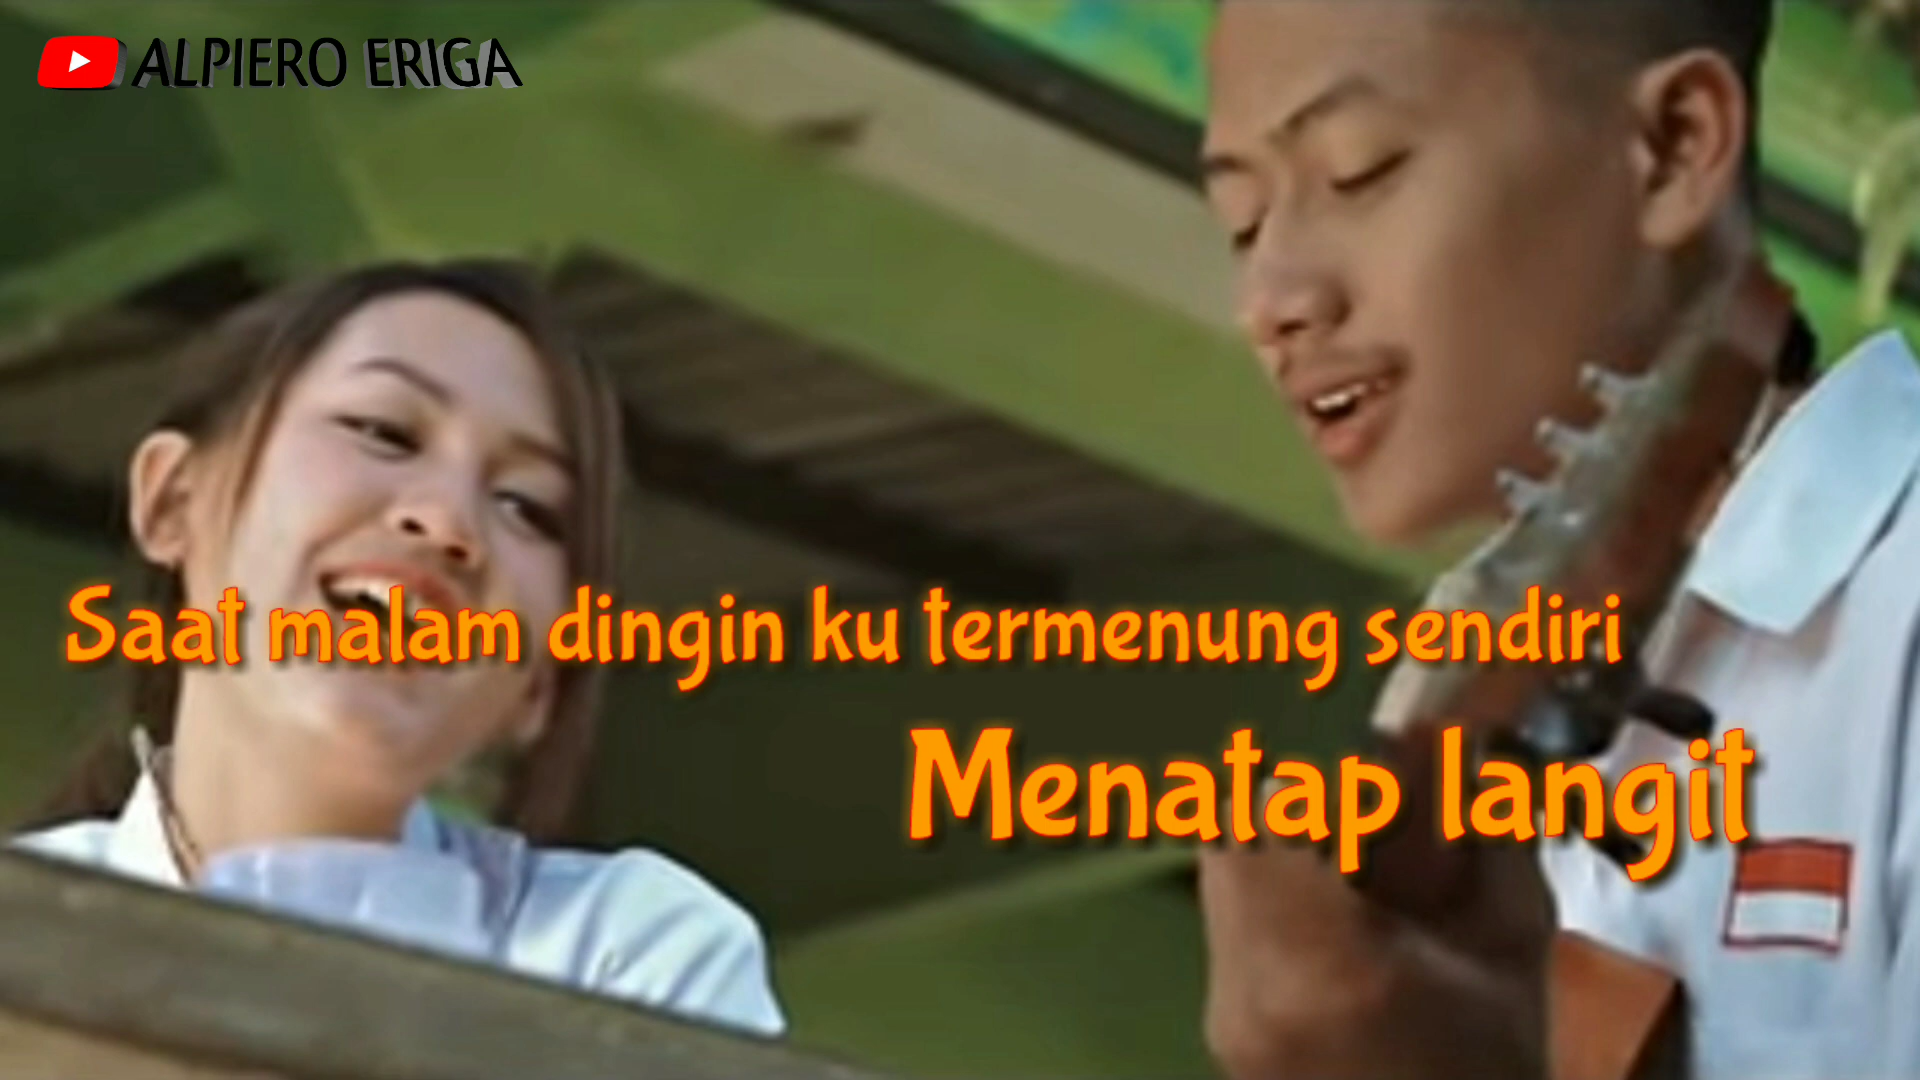 ALPIERO ERIGA
Saat malam dingin ku termenung sendiri
Menatap langit